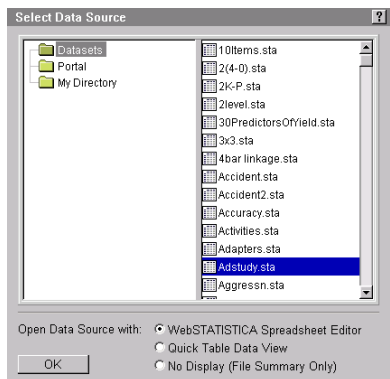 Select Data Source
?
Datasets
Portal
My Directory
10Items.sta
2(4-0).sta
2K-P.sta
2level.sta
30PredictorsOfYield.sta
3x3.sta
4bar linkage.sta
Accident.sta
Accident2.sta
Accuracy.sta
Activities.sta
Adapters.sta
Adstudy.sta
Aggressn.sta
Open Data Source with:
WebSTATISTICA Spreadsheet Editor
Quick Table Data View
No Display (File Summary Only)
OK